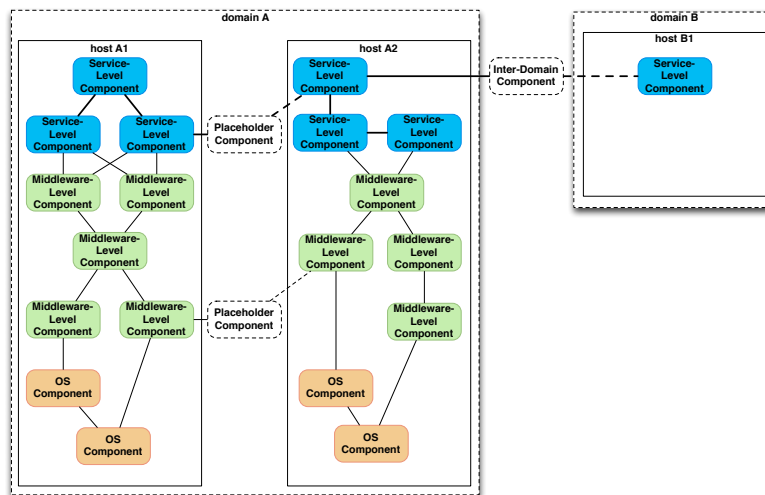 domain A
domain B
host A1
host A2
host B1
Service-
Level
Component
Service-
Level
Component
Inter-Domain
Component
Service-
Level
Component
Service-Level
Component
Service-
Level
Component
Placeholder
Component
Service-
Level
Component
Service-
Level
Component
Middleware-
Level
Component
Middleware-
Level
Component
Middleware-
Level
Component
Middleware-
Level
Component
Middleware-
Level
Component
Middleware-
Level
Component
Middleware-
Level
Component
Middleware-
Level
Component
Placeholder
Component
Middleware-
Level
Component
OS
Component
OS
Component
OS
Component
OS
Component